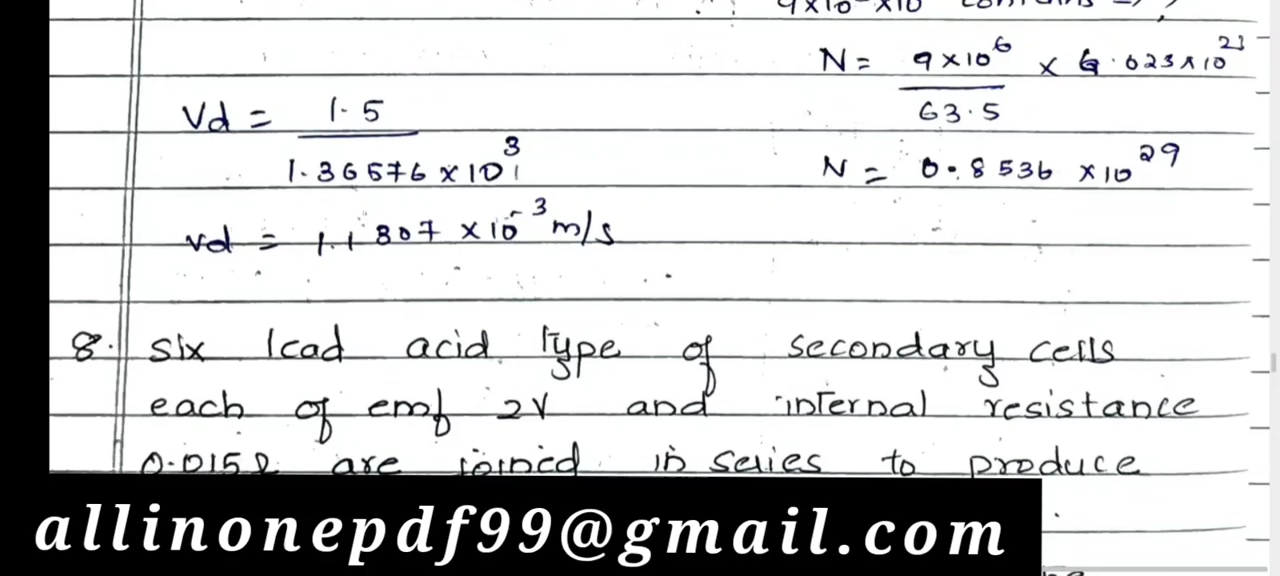 N = 9 x 10^6 / 63.5 x 6.023 x 10^23
Vd = 1.5 / 1.36576 x 10^3
N = 0.8536 x 10^29
vd = 1.1807 x 10^-3 m/s
8. six lead acid type of secondary cells
each of emf 2V and internal resistance
0.015Ω are joined in series to produce
allinonepdf99@gmail.com